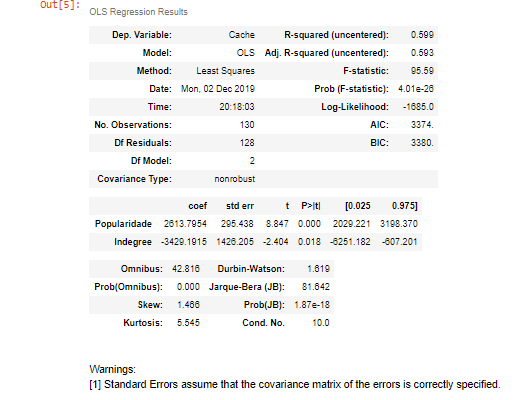 Out[5]:
OLS Regression Results
Dep. Variable: Cache R-squared (uncentered): 0.599
Model: OLS Adj. R-squared (uncentered): 0.593
Method: Least Squares F-statistic: 95.59
Date: Mon, 02 Dec 2019 Prob (F-statistic): 4.01e-26
Time: 20:18:03 Log-Likelihood: -1685.0
No. Observations: 130 AIC: 3374.
Df Residuals: 128 BIC: 3380.
Df Model: 2
Covariance Type: nonrobust
coef std err t P>|t| [0.025 0.975]
Popularidade 2613.7954 295.438 8.847 0.000 2029.221 3198.370
Indegree -3429.1915 1426.205 -2.404 0.018 -6251.182 -607.201
Omnibus: 42.816 Durbin-Watson: 1.619
Prob(Omnibus): 0.000 Jarque-Bera (JB): 81.642
Skew: 1.466 Prob(JB): 1.87e-18
Kurtosis: 5.545 Cond. No. 10.0
Warnings:
[1] Standard Errors assume that the covariance matrix of the errors is correctly specified.